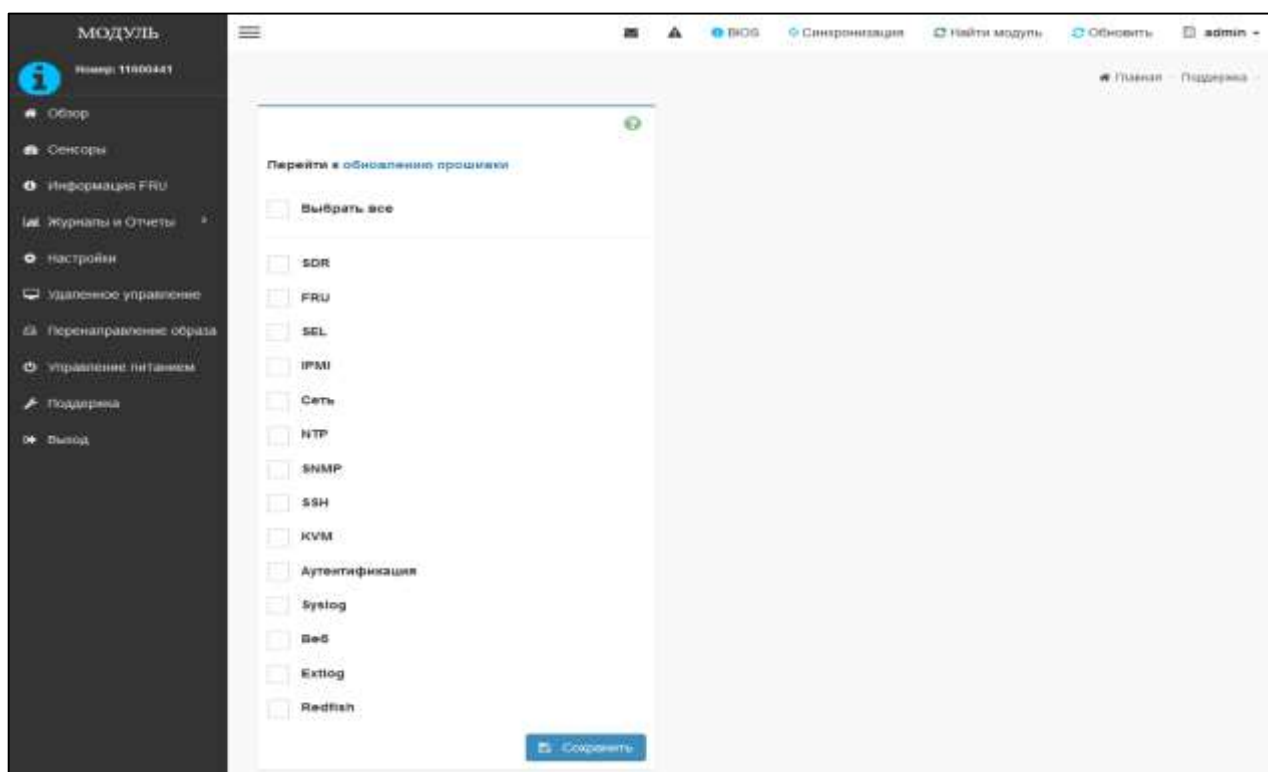 МОДУЛЬ
BIOS Синхронизация Найти модуль Обновить admin
Номер: 11600441
Главная Поддержка
Обзор
Сенсоры
Информация FRU
Журналы и Отчеты
Настройки
Удаленное управление
Перенаправление образа
Управление питанием
Поддержка
Выход
Перейти к обновлению прошивки
Выбрать все
SDR
FRU
SEL
IPMI
Сеть
NTP
SNMP
SSH
KVM
Аутентификация
Syslog
Веб
Extlog
Redfish
Сохранить